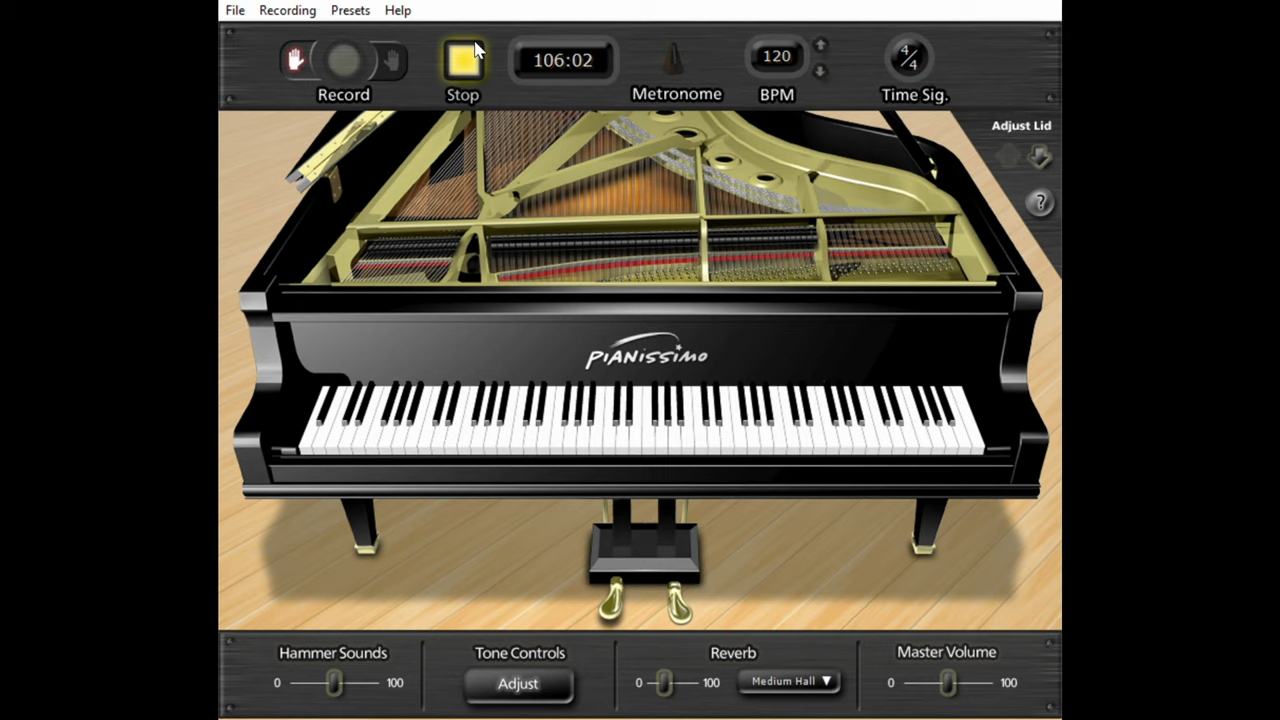 File Recording Presets Help
106:02
120
4/4
Record Stop Metronome BPM Time Sig.
Adjust Lid
?
PIANISSIMO
Hammer Sounds Tone Controls Reverb Master Volume
0 100 Adjust 0 100 Medium Hall ▼ 0 100